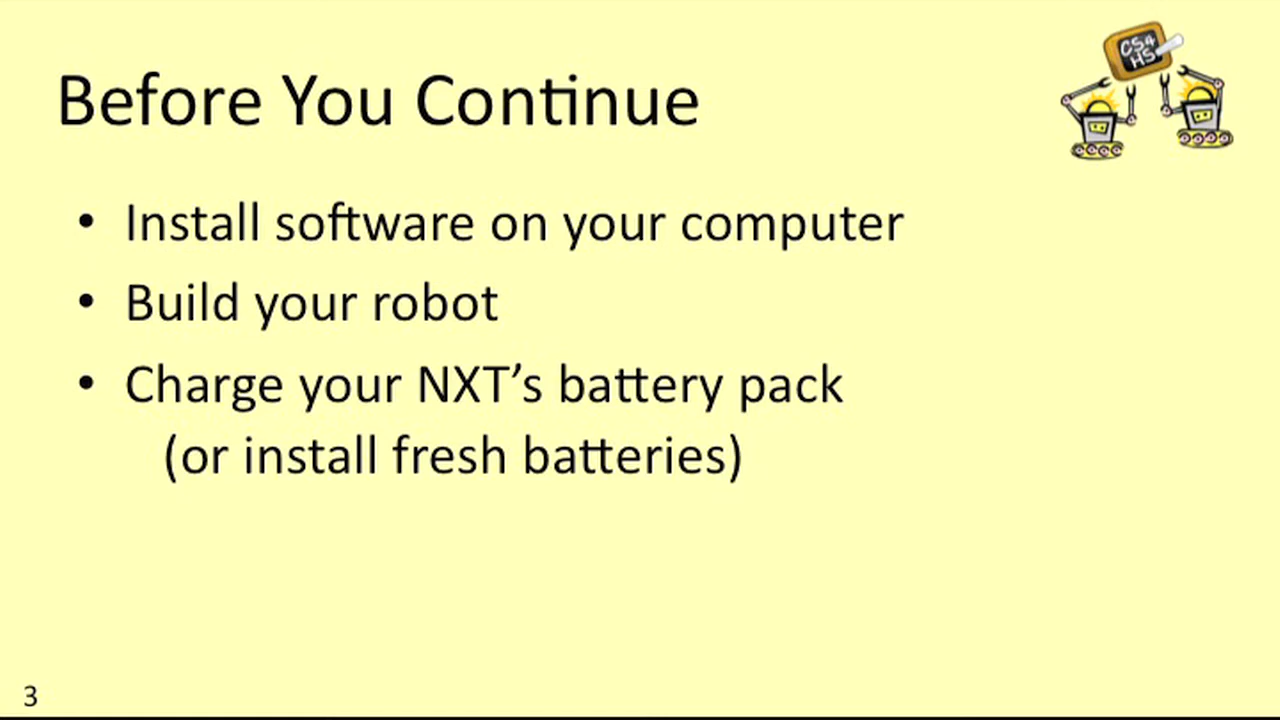 Before You Continue
CS4
HS
• Install software on your computer
• Build your robot
• Charge your NXT’s battery pack
(or install fresh batteries)
3